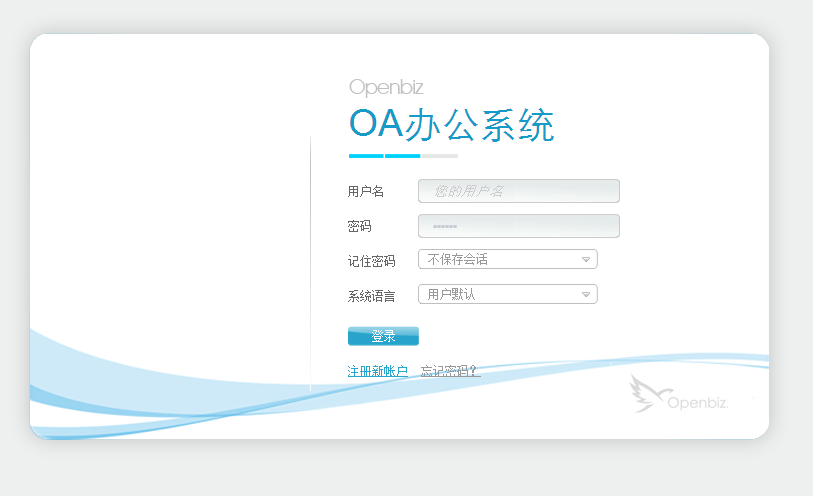 Openbiz
OA办公系统
用户名 您的用户名
密码 ••••••
记住密码 不保存会话
系统语言 用户默认
登录
注册新帐户 忘记密码？
Openbiz.